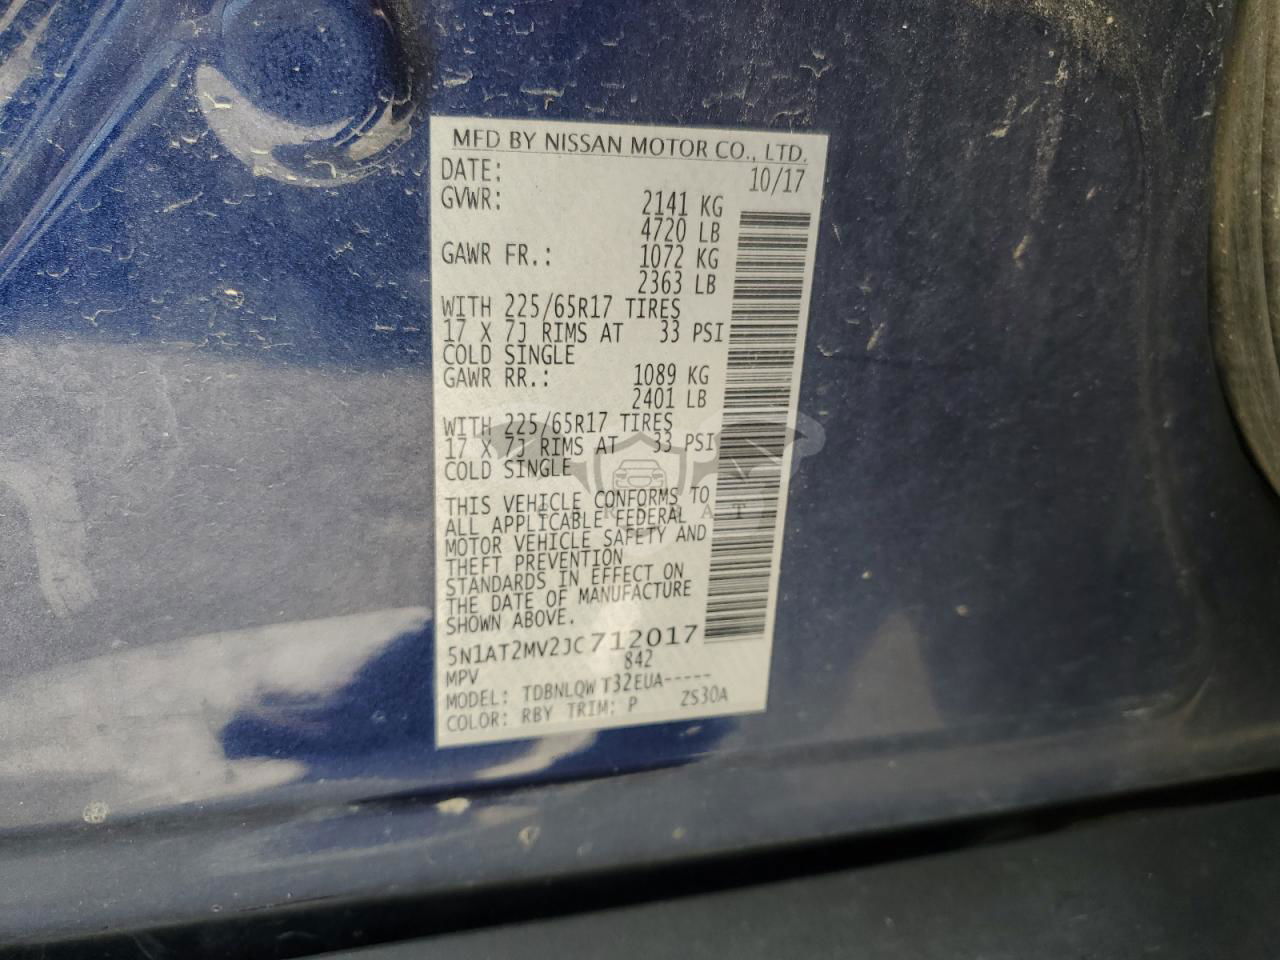 MFD BY NISSAN MOTOR CO., LTD.
DATE: 10/17
GVWR: 2141 KG
4720 LB
GAWR FR.: 1072 KG
2363 LB
WITH 225/65R17 TIRES
17 X 7J RIMS AT 33 PSI
COLD SINGLE
GAWR RR.: 1089 KG
2401 LB
WITH 225/65R17 TIRES
17 X 7J RIMS AT 33 PSI
COLD SINGLE
THIS VEHICLE CONFORMS TO
ALL APPLICABLE FEDERAL
MOTOR VEHICLE SAFETY AND
THEFT PREVENTION
STANDARDS IN EFFECT ON
THE DATE OF MANUFACTURE
SHOWN ABOVE.
5N1AT2MV2JC712017
MPV 842
MODEL: TDBNLQW T32EUA-----
COLOR: RBY TRIM: P ZS30A